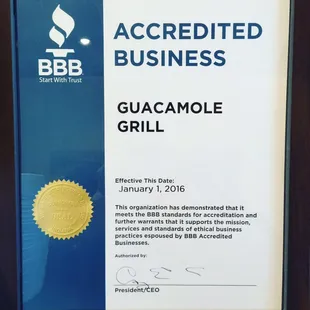 BBB
Start With Trust
ACCREDITED
BUSINESS
GUACAMOLE
GRILL
Effective This Date:
January 1, 2016
This organization has demonstrated that it
meets the BBB standards for accreditation and
further warrants that it supports the mission,
services and standards of ethical business
practices espoused by BBB Accredited
Businesses.
Authorized by:
President/CEO